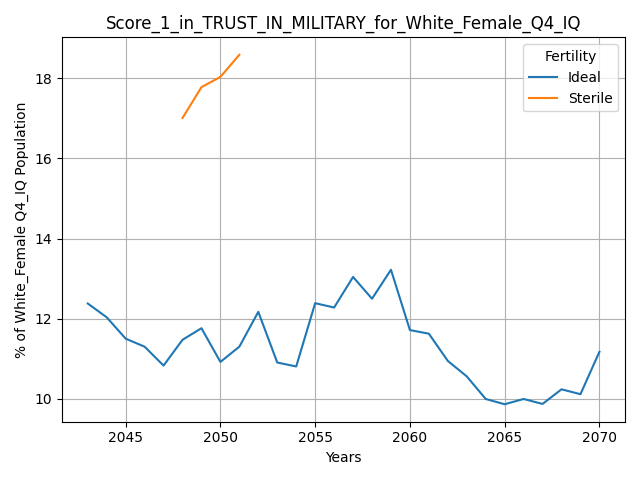 Score_1_in_TRUST_IN_MILITARY_for_White_Female_Q4_IQ
Fertility
Ideal
Sterile
% of White_Female Q4_IQ Population
18
16
14
12
10
2045 2050 2055 2060 2065 2070
Years